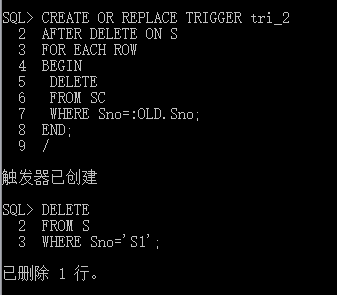 SQL> CREATE OR REPLACE TRIGGER tri_2
  2  AFTER DELETE ON S
  3  FOR EACH ROW
  4  BEGIN
  5   DELETE
  6   FROM SC
  7   WHERE Sno=:OLD.Sno;
  8  END;
  9  /
触发器已创建
SQL> DELETE
  2  FROM S
  3  WHERE Sno='S1';
已删除 1 行。